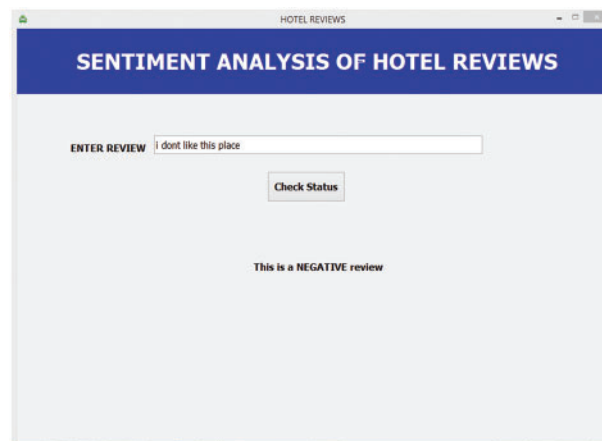 HOTEL REVIEWS
SENTIMENT ANALYSIS OF HOTEL REVIEWS
ENTER REVIEW i dont like this place
Check Status
This is a NEGATIVE review